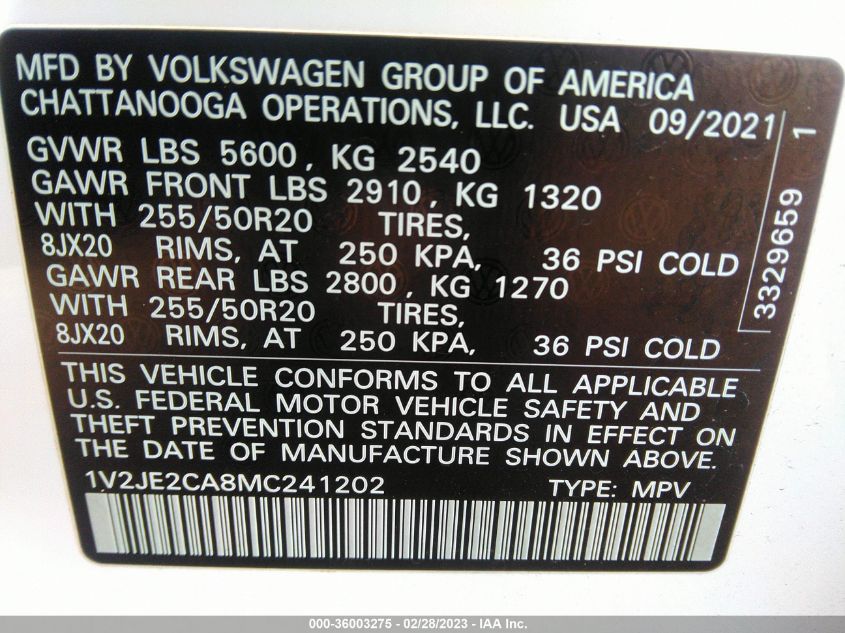 MFD BY VOLKSWAGEN GROUP OF AMERICA
CHATTANOOGA OPERATIONS, LLC. USA 09/2021
GVWR LBS 5600, KG 2540
GAWR FRONT LBS 2910, KG 1320
WITH 255/50R20 TIRES,
8JX20 RIMS, AT 250 KPA, 36 PSI COLD
GAWR REAR LBS 2800, KG 1270
WITH 255/50R20 TIRES,
8JX20 RIMS, AT 250 KPA, 36 PSI COLD
3329659 1
THIS VEHICLE CONFORMS TO ALL APPLICABLE
U.S. FEDERAL MOTOR VEHICLE SAFETY AND
THEFT PREVENTION STANDARDS IN EFFECT ON
THE DATE OF MANUFACTURE SHOWN ABOVE.
1V2JE2CA8MC241202 TYPE: MPV
000-36003275 - 02/28/2023 - IAA Inc.